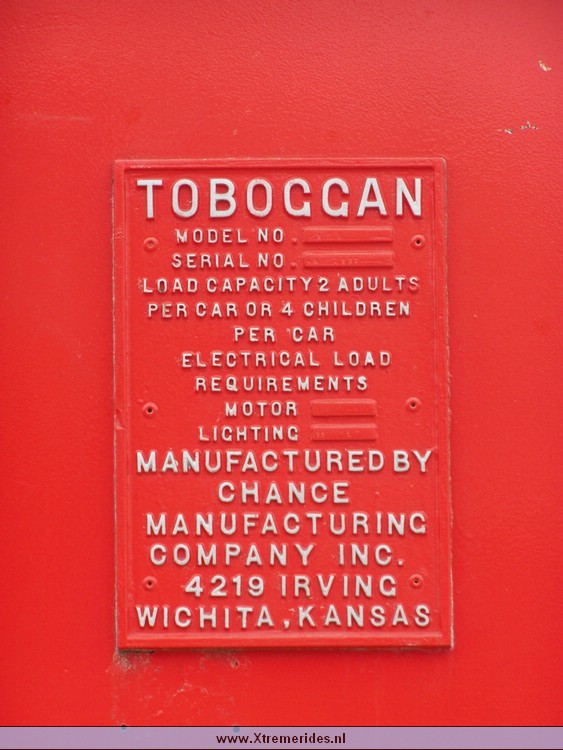 TOBOGGAN
MODEL NO.
SERIAL NO.
LOAD CAPACITY 2 ADULTS
PER CAR OR 4 CHILDREN
PER CAR
ELECTRICAL LOAD
REQUIREMENTS
MOTOR
LIGHTING
MANUFACTURED BY
CHANCE
MANUFACTURING
COMPANY INC.
4219 IRVING
WICHITA, KANSAS
www.Xtremerides.nl